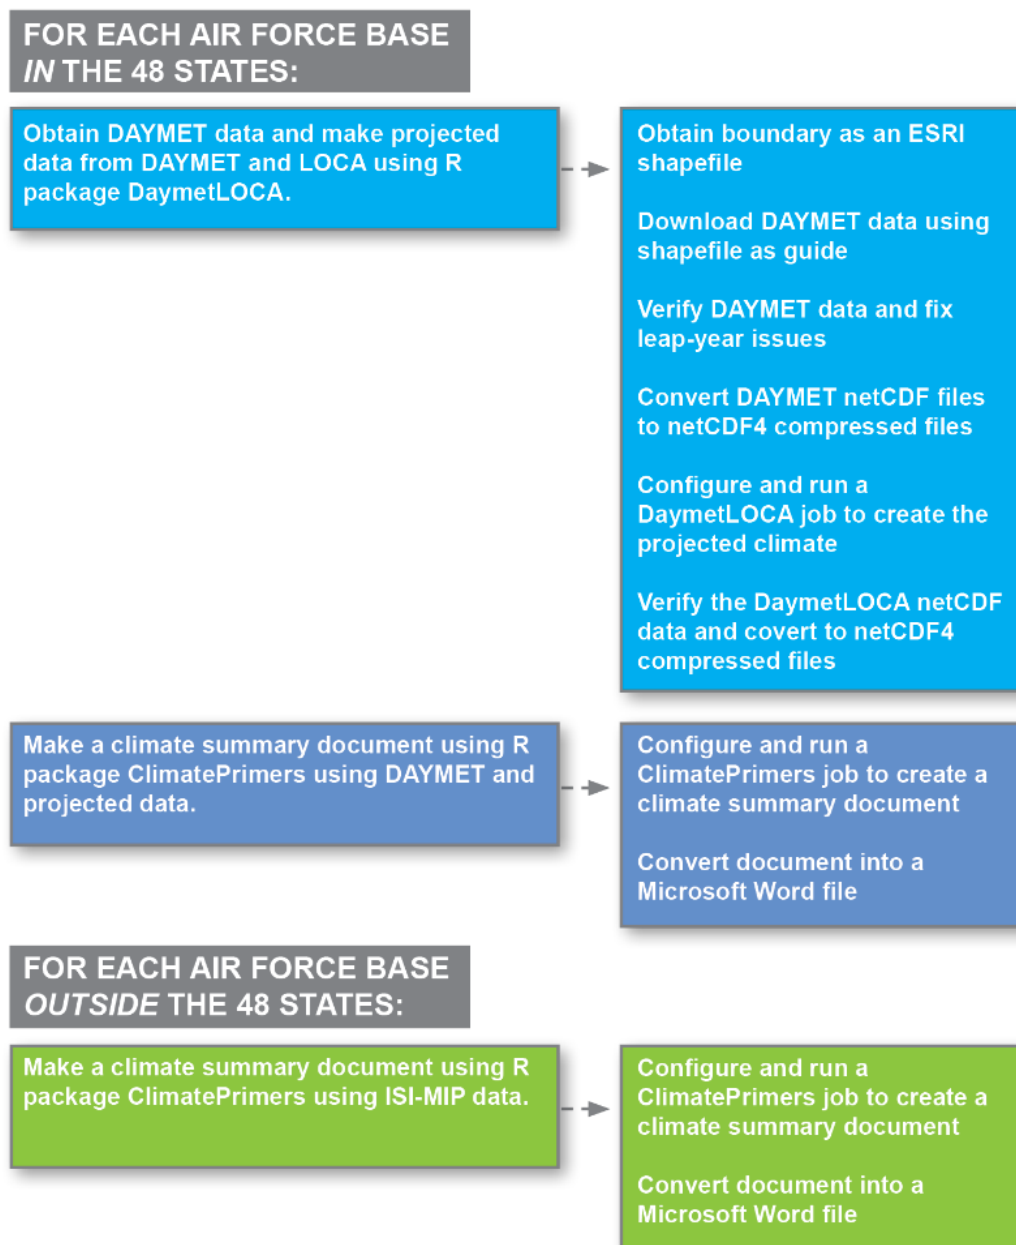 FOR EACH AIR FORCE BASE
IN THE 48 STATES:
Obtain DAYMET data and make projected
data from DAYMET and LOCA using R
package DaymetLOCA.
Obtain boundary as an ESRI
shapefile
Download DAYMET data using
shapefile as guide
Verify DAYMET data and fix
leap-year issues
Convert DAYMET netCDF files
to netCDF4 compressed files
Configure and run a
DaymetLOCA job to create the
projected climate
Verify the DaymetLOCA netCDF
data and covert to netCDF4
compressed files
Make a climate summary document using R
package ClimatePrimers using DAYMET and
projected data.
Configure and run a
ClimatePrimers job to create a
climate summary document
Convert document into a
Microsoft Word file
FOR EACH AIR FORCE BASE
OUTSIDE THE 48 STATES:
Make a climate summary document using R
package ClimatePrimers using ISI-MIP data.
Configure and run a
ClimatePrimers job to create a
climate summary document
Convert document into a
Microsoft Word file